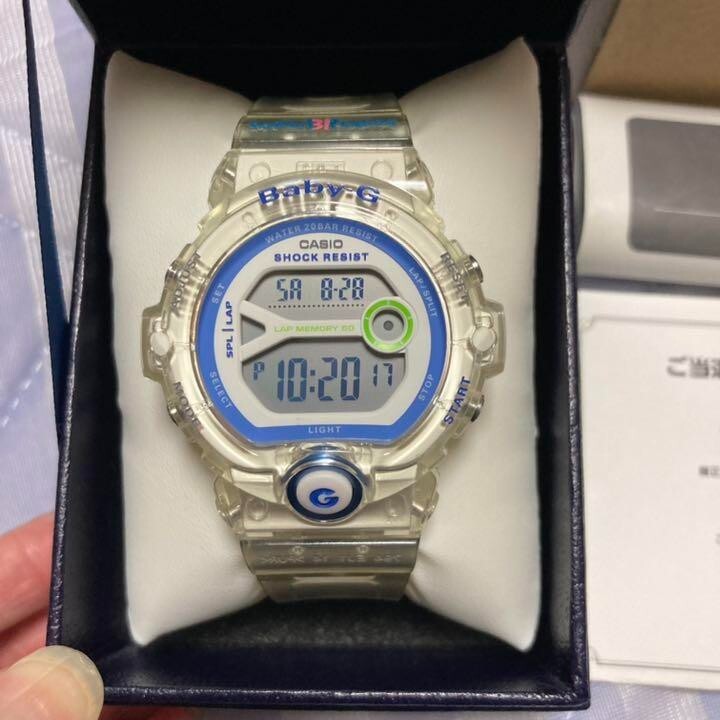 31
Baby-G
WATER 20BAR RESIST
CASIO
SHOCK RESIST
ADJUST
SET
RESET
LAP/SPLIT
SA 8-28
SPL | LAP
LAP MEMORY 60
P 10:20 17
MODE
SELECT
STOP
START
LIGHT
G
ご当選